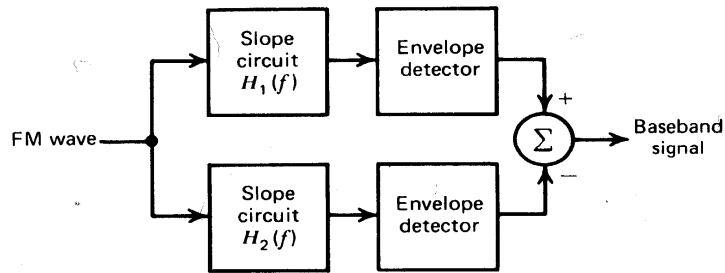 Slope
circuit
H₁(f)
Envelope
detector
+
FM wave
Σ
Baseband
signal
−
Slope
circuit
H₂(f)
Envelope
detector